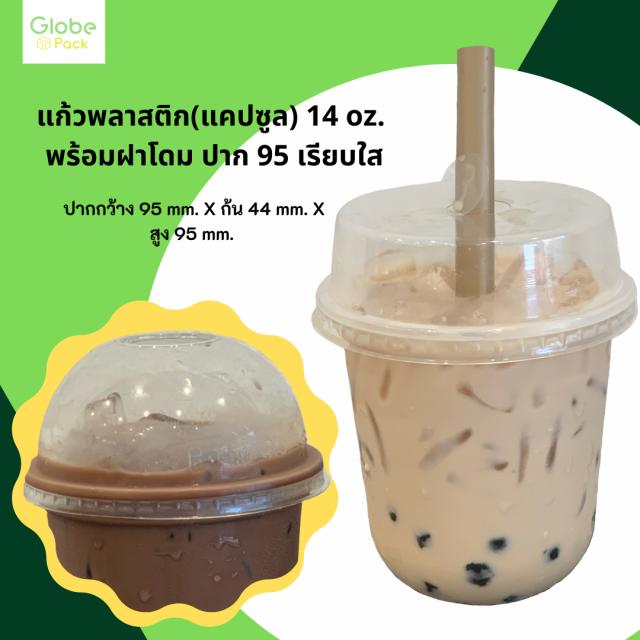 Globe
Pack
แก้วพลาสติก(แคปซูล) 14 oz.
พร้อมฝาโดม ปาก 95 เรียบใส
ปากกว้าง 95 mm. X ก้น 44 mm. X
สูง 95 mm.